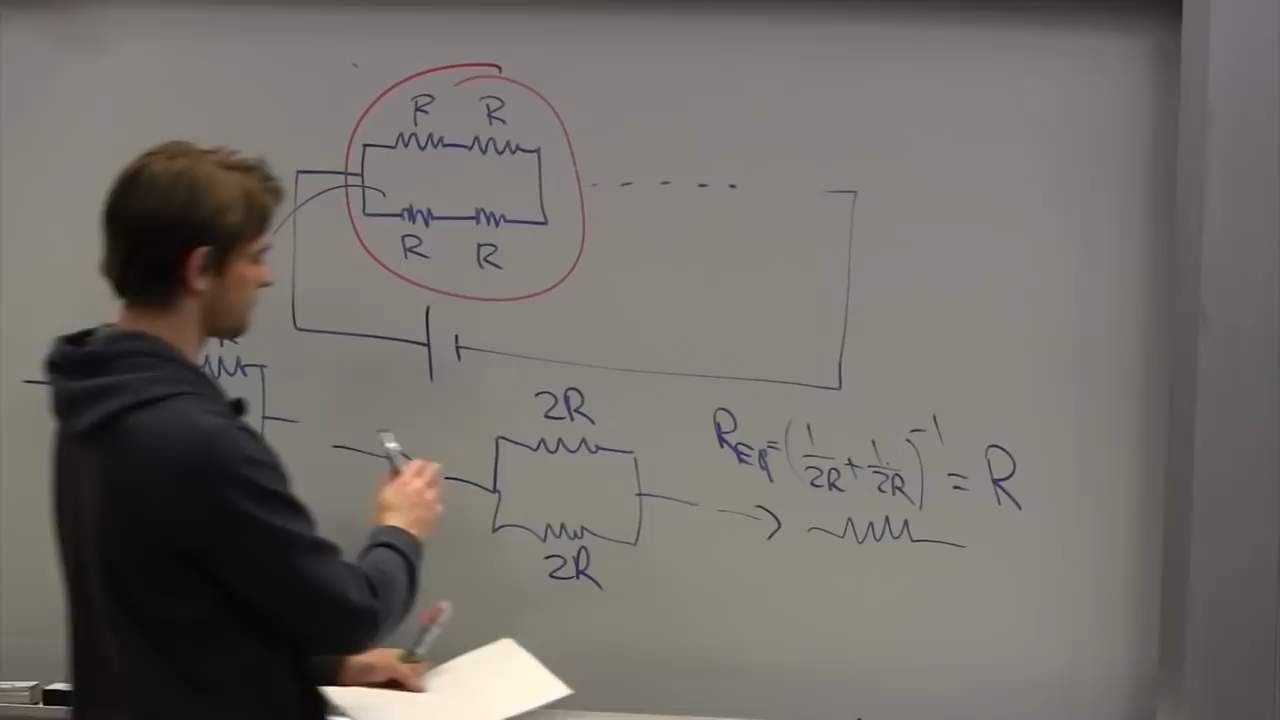 R R
R R
R
2R
2R
R_EQ = (1/2R + 1/2R)^-1 = R